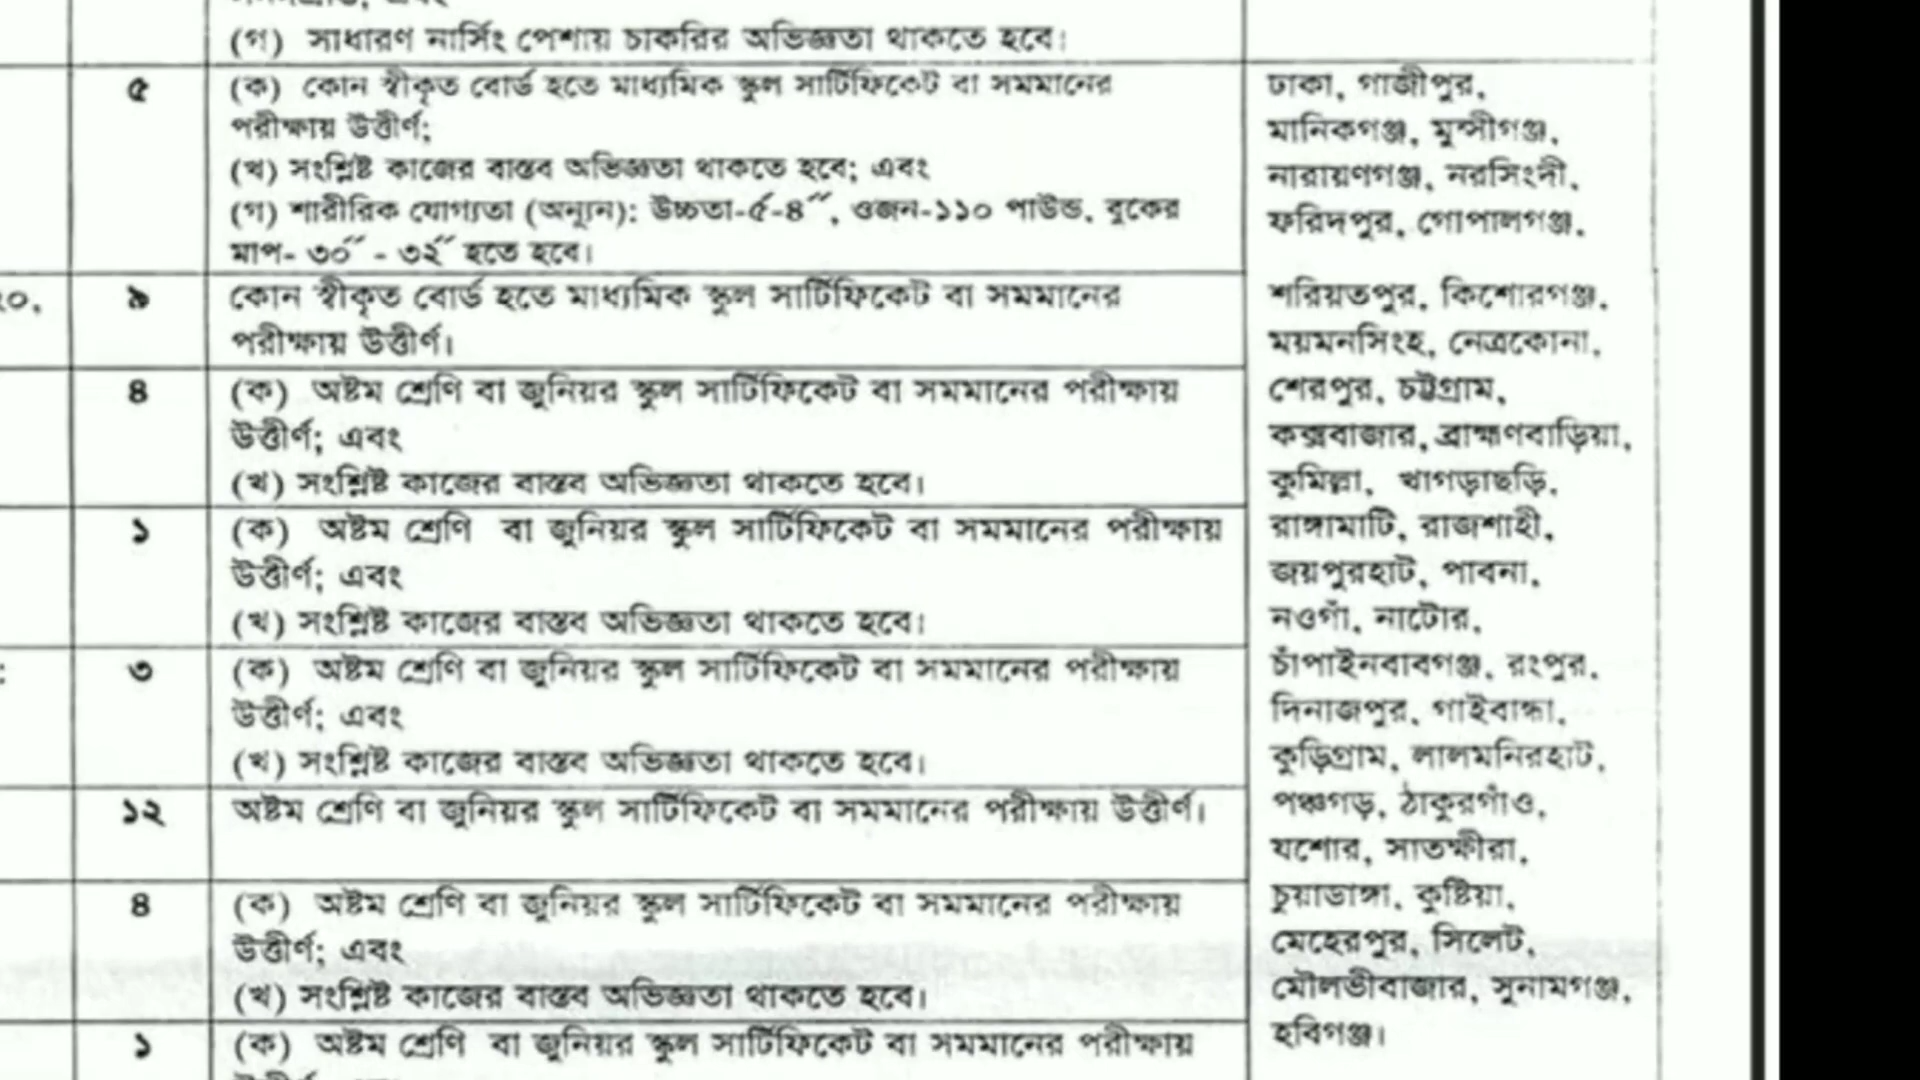 (গ) সাধারণ নার্সিং পেশায় চাকরির অভিজ্ঞতা থাকতে হবে।
৫
(ক) কোন স্বীকৃত বোর্ড হতে মাধ্যমিক স্কুল সার্টিফিকেট বা সমমানের
পরীক্ষায় উত্তীর্ণ;
(খ) সংশ্লিষ্ট কাজের বাস্তব অভিজ্ঞতা থাকতে হবে; এবং
(গ) শারীরিক যোগ্যতা (অন্যূন): উচ্চতা-৫′-৪″, ওজন-১১০ পাউন্ড, বুকের
মাপ- ৩০″ - ৩২″ হতে হবে।
২০,
৯
কোন স্বীকৃত বোর্ড হতে মাধ্যমিক স্কুল সার্টিফিকেট বা সমমানের
পরীক্ষায় উত্তীর্ণ।
৪
(ক) অষ্টম শ্রেণি বা জুনিয়র স্কুল সার্টিফিকেট বা সমমানের পরীক্ষায়
উত্তীর্ণ; এবং
(খ) সংশ্লিষ্ট কাজের বাস্তব অভিজ্ঞতা থাকতে হবে।
১
(ক) অষ্টম শ্রেণি বা জুনিয়র স্কুল সার্টিফিকেট বা সমমানের পরীক্ষায়
উত্তীর্ণ; এবং
(খ) সংশ্লিষ্ট কাজের বাস্তব অভিজ্ঞতা থাকতে হবে।
৩
(ক) অষ্টম শ্রেণি বা জুনিয়র স্কুল সার্টিফিকেট বা সমমানের পরীক্ষায়
উত্তীর্ণ; এবং
(খ) সংশ্লিষ্ট কাজের বাস্তব অভিজ্ঞতা থাকতে হবে।
১২
অষ্টম শ্রেণি বা জুনিয়র স্কুল সার্টিফিকেট বা সমমানের পরীক্ষায় উত্তীর্ণ।
৪
(ক) অষ্টম শ্রেণি বা জুনিয়র স্কুল সার্টিফিকেট বা সমমানের পরীক্ষায়
উত্তীর্ণ; এবং
(খ) সংশ্লিষ্ট কাজের বাস্তব অভিজ্ঞতা থাকতে হবে।
১
(ক) অষ্টম শ্রেণি বা জুনিয়র স্কুল সার্টিফিকেট বা সমমানের পরীক্ষায়
ঢাকা, গাজীপুর,
মানিকগঞ্জ, মুন্সীগঞ্জ,
নারায়ণগঞ্জ, নরসিংদী,
ফরিদপুর, গোপালগঞ্জ,
শরিয়তপুর, কিশোরগঞ্জ,
ময়মনসিংহ, নেত্রকোনা,
শেরপুর, চট্টগ্রাম,
কক্সবাজার, ব্রাহ্মণবাড়িয়া,
কুমিল্লা, খাগড়াছড়ি,
রাঙ্গামাটি, রাজশাহী,
জয়পুরহাট, পাবনা,
নওগাঁ, নাটোর,
চাঁপাইনবাবগঞ্জ, রংপুর,
দিনাজপুর, গাইবান্ধা,
কুড়িগ্রাম, লালমনিরহাট,
পঞ্চগড়, ঠাকুরগাঁও,
যশোর, সাতক্ষীরা,
চুয়াডাঙ্গা, কুষ্টিয়া,
মেহেরপুর, সিলেট,
মৌলভীবাজার, সুনামগঞ্জ,
হবিগঞ্জ।